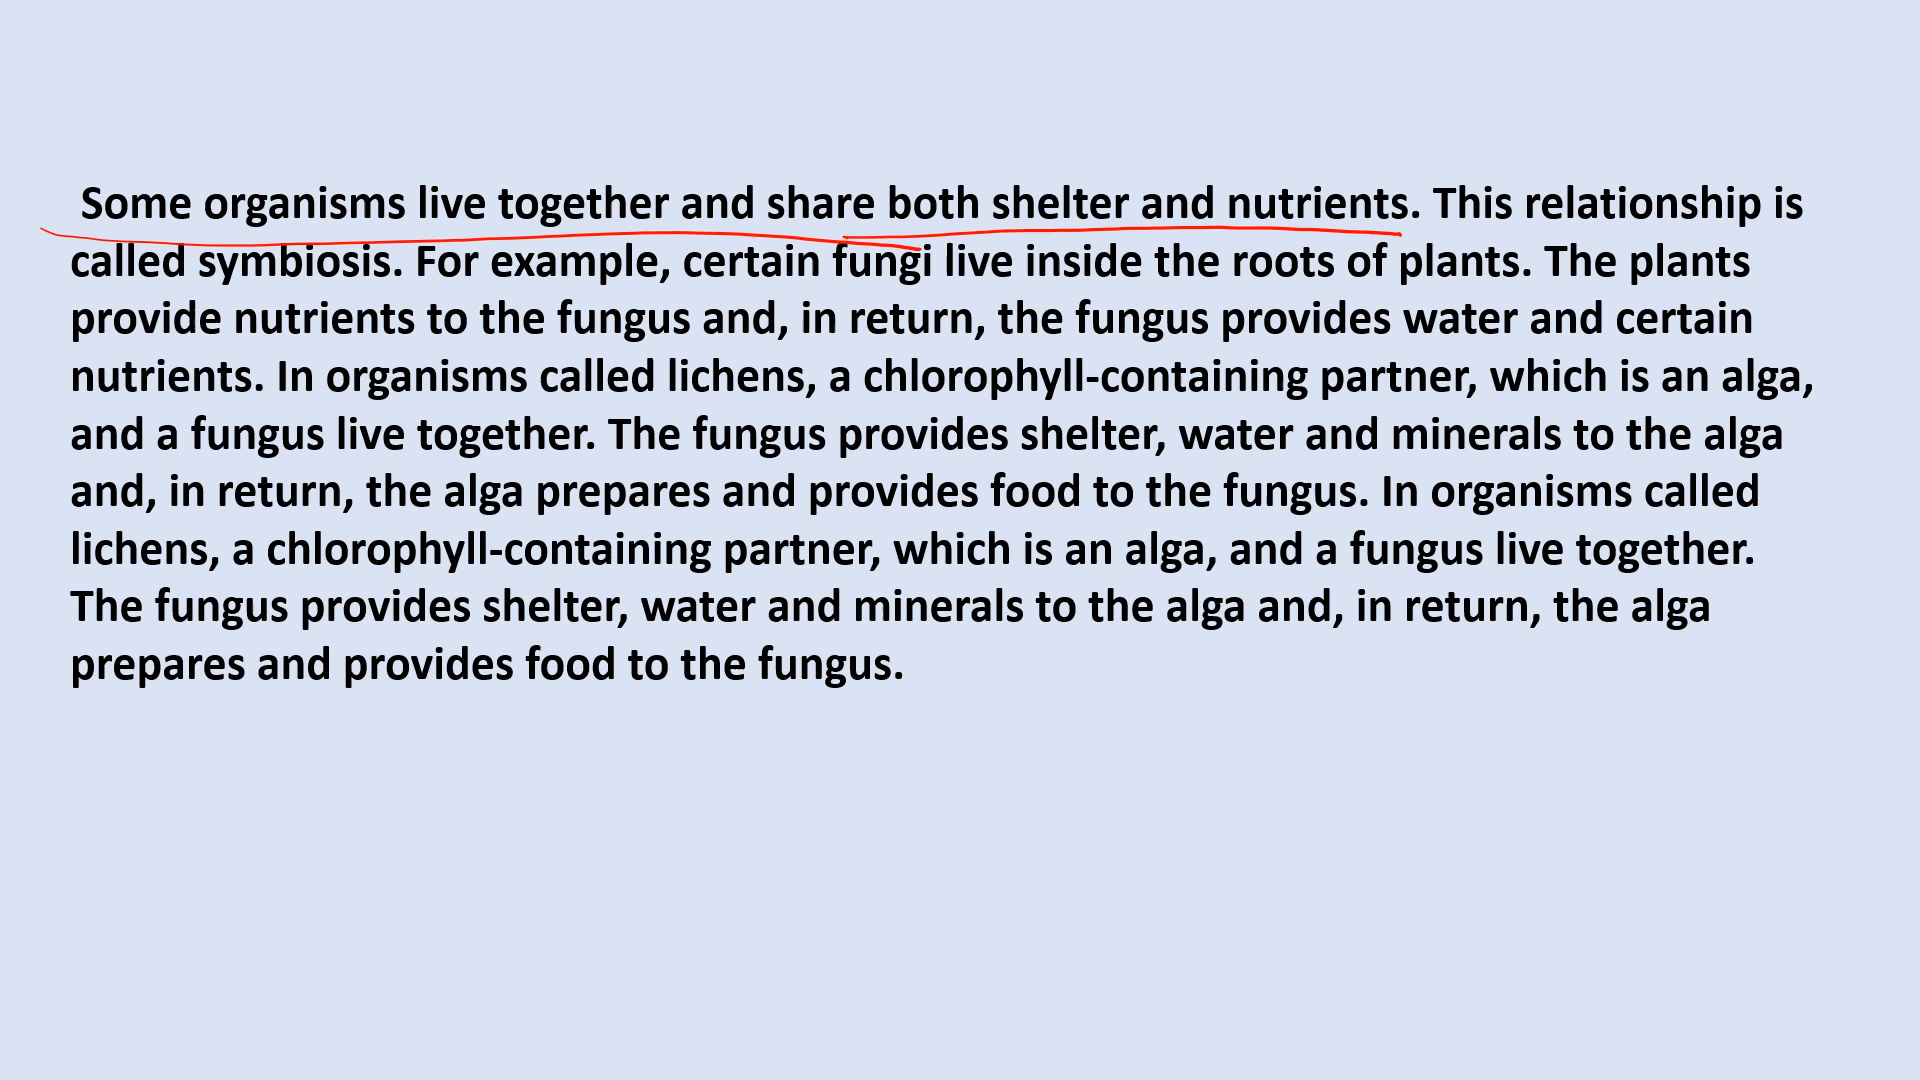 Some organisms live together and share both shelter and nutrients. This relationship is
called symbiosis. For example, certain fungi live inside the roots of plants. The plants
provide nutrients to the fungus and, in return, the fungus provides water and certain
nutrients. In organisms called lichens, a chlorophyll-containing partner, which is an alga,
and a fungus live together. The fungus provides shelter, water and minerals to the alga
and, in return, the alga prepares and provides food to the fungus. In organisms called
lichens, a chlorophyll-containing partner, which is an alga, and a fungus live together.
The fungus provides shelter, water and minerals to the alga and, in return, the alga
prepares and provides food to the fungus.